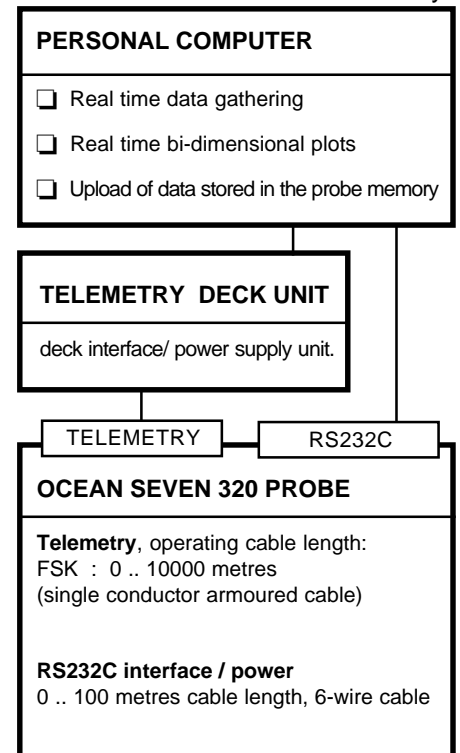 PERSONAL COMPUTER
❏ Real time data gathering
❏ Real time bi-dimensional plots
❏ Upload of data stored in the probe memory
TELEMETRY DECK UNIT
deck interface/ power supply unit.
TELEMETRY
RS232C
OCEAN SEVEN 320 PROBE
Telemetry, operating cable length:
FSK : 0 .. 10000 metres
(single conductor armoured cable)
RS232C interface / power
0 .. 100 metres cable length, 6-wire cable